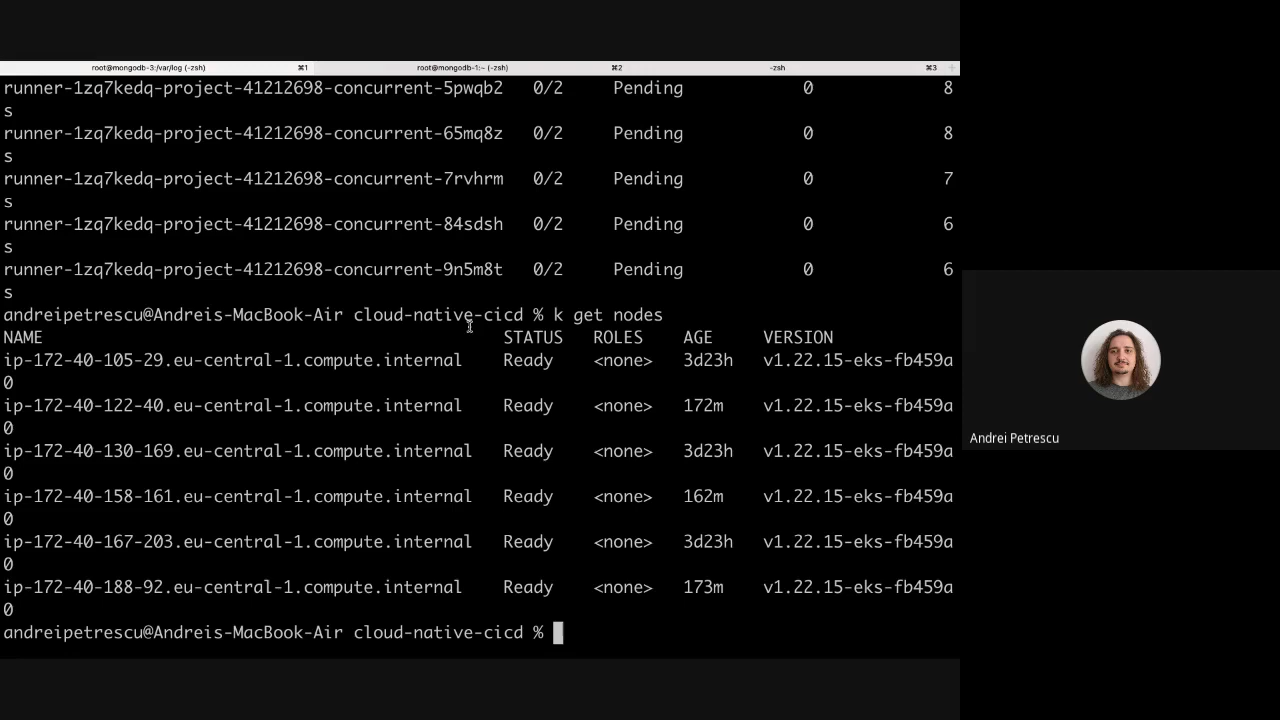 root@mongodb-3:/var/log (-zsh) ⌘1 root@mongodb-1:~ (-zsh) ⌘2 -zsh ⌘3 +
runner-1zq7kedq-project-41212698-concurrent-5pwqb2 0/2 Pending 0 8
s
runner-1zq7kedq-project-41212698-concurrent-65mq8z 0/2 Pending 0 8
s
runner-1zq7kedq-project-41212698-concurrent-7rvhrm 0/2 Pending 0 7
s
runner-1zq7kedq-project-41212698-concurrent-84sdsh 0/2 Pending 0 6
s
runner-1zq7kedq-project-41212698-concurrent-9n5m8t 0/2 Pending 0 6
s
andreipetrescu@Andreis-MacBook-Air cloud-native-cicd % k get nodes
NAME STATUS ROLES AGE VERSION
ip-172-40-105-29.eu-central-1.compute.internal Ready <none> 3d23h v1.22.15-eks-fb459a
0
ip-172-40-122-40.eu-central-1.compute.internal Ready <none> 172m v1.22.15-eks-fb459a
0
ip-172-40-130-169.eu-central-1.compute.internal Ready <none> 3d23h v1.22.15-eks-fb459a
0
ip-172-40-158-161.eu-central-1.compute.internal Ready <none> 162m v1.22.15-eks-fb459a
0
ip-172-40-167-203.eu-central-1.compute.internal Ready <none> 3d23h v1.22.15-eks-fb459a
0
ip-172-40-188-92.eu-central-1.compute.internal Ready <none> 173m v1.22.15-eks-fb459a
0
andreipetrescu@Andreis-MacBook-Air cloud-native-cicd %
Andrei Petrescu